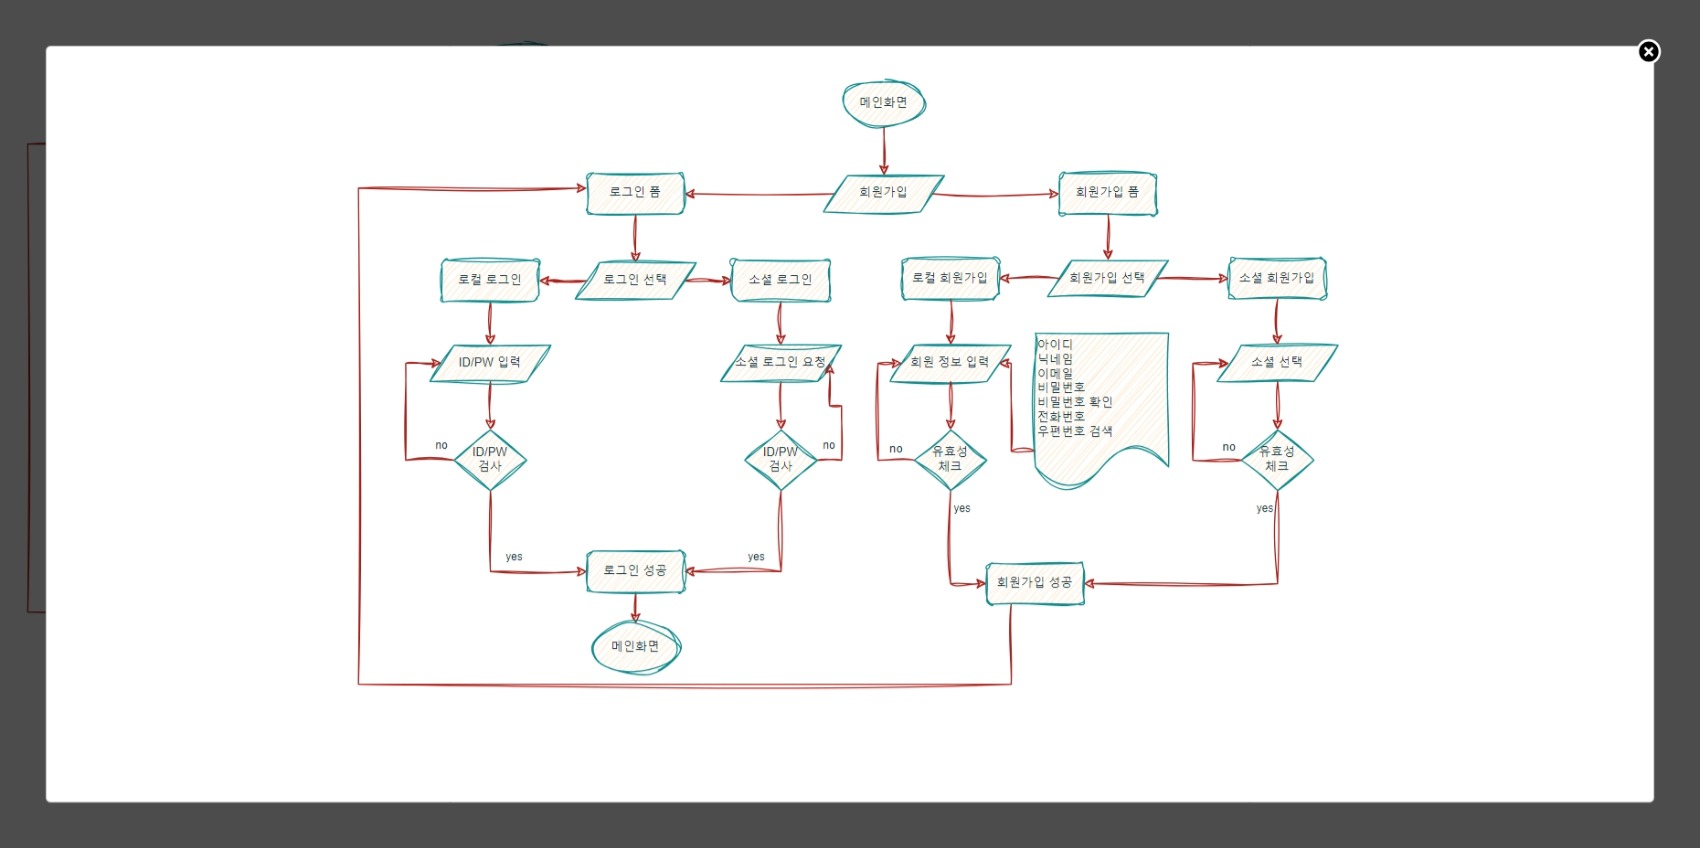 메인화면
로그인 폼
회원가입
회원가입 폼
로컬 로그인
로그인 선택
소셜 로그인
로컬 회원가입
회원가입 선택
소셜 회원가입
ID/PW 입력
소셜 로그인 요청
회원 정보 입력
아이디
닉네임
이메일
비밀번호
비밀번호 확인
전화번호
우편번호 검색
소셜 선택
no
ID/PW
검사
ID/PW
검사
no
no
유효성
체크
no
유효성
체크
yes
yes
yes
로그인 성공
yes
회원가입 성공
메인화면